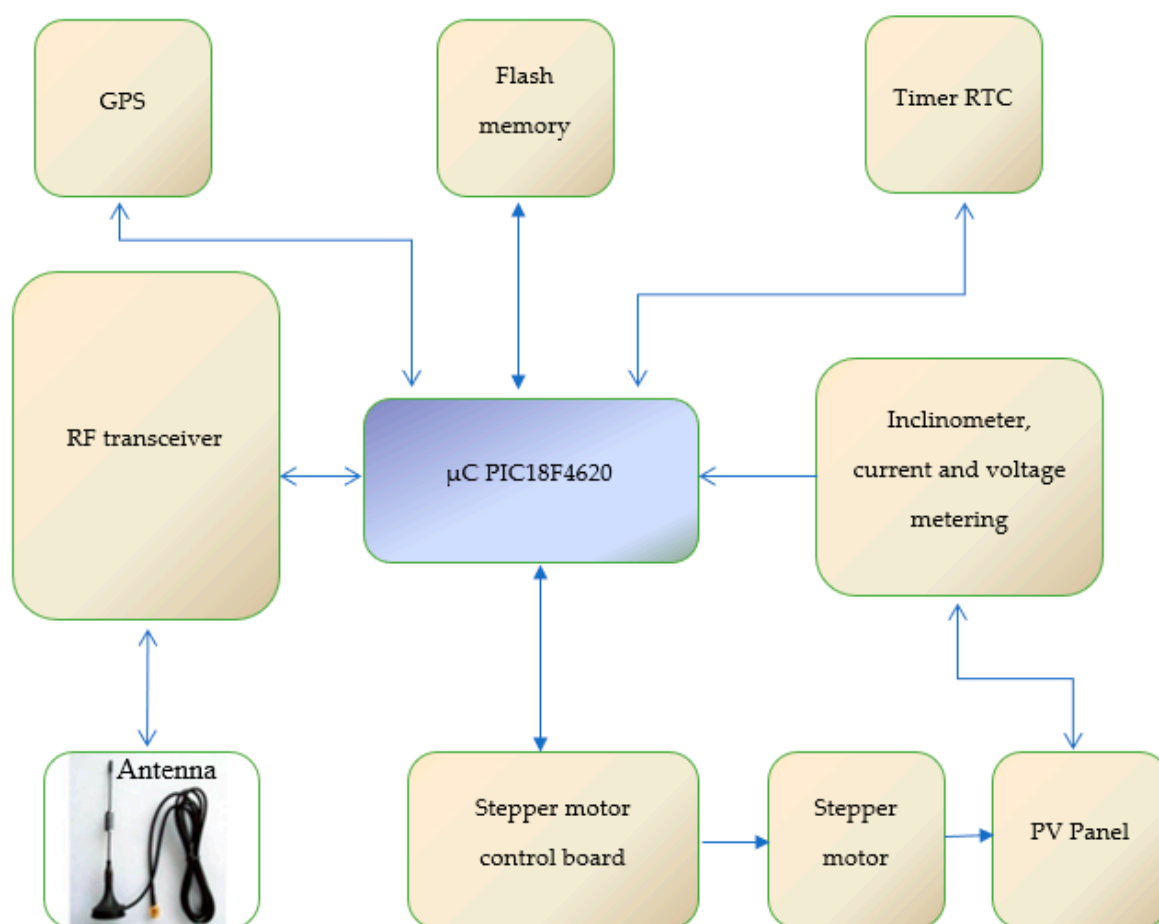 GPS
Flash
memory
Timer RTC
RF transceiver
µC PIC18F4620
Inclinometer,
current and voltage
metering
Antenna
Stepper motor
control board
Stepper
motor
PV Panel